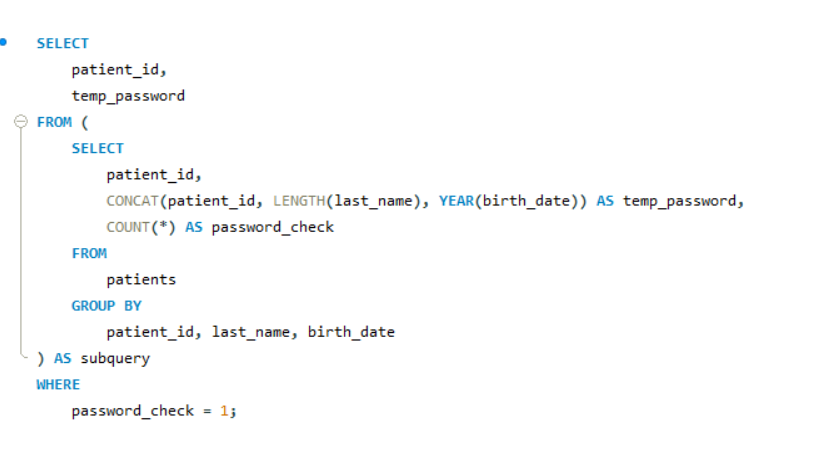 SELECT
patient_id,
temp_password
FROM (
SELECT
patient_id,
CONCAT(patient_id, LENGTH(last_name), YEAR(birth_date)) AS temp_password,
COUNT(*) AS password_check
FROM
patients
GROUP BY
patient_id, last_name, birth_date
) AS subquery
WHERE
password_check = 1;